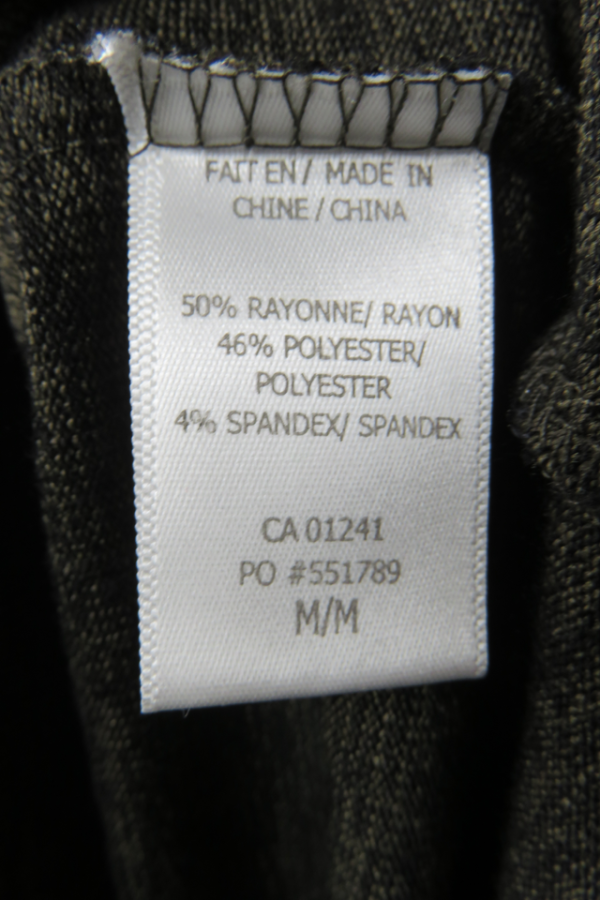 FAIT EN/ MADE IN
CHINE / CHINA
50% RAYONNE/ RAYON
46% POLYESTER/
POLYESTER
4% SPANDEX/ SPANDEX
CA 01241
PO #551789
M/M